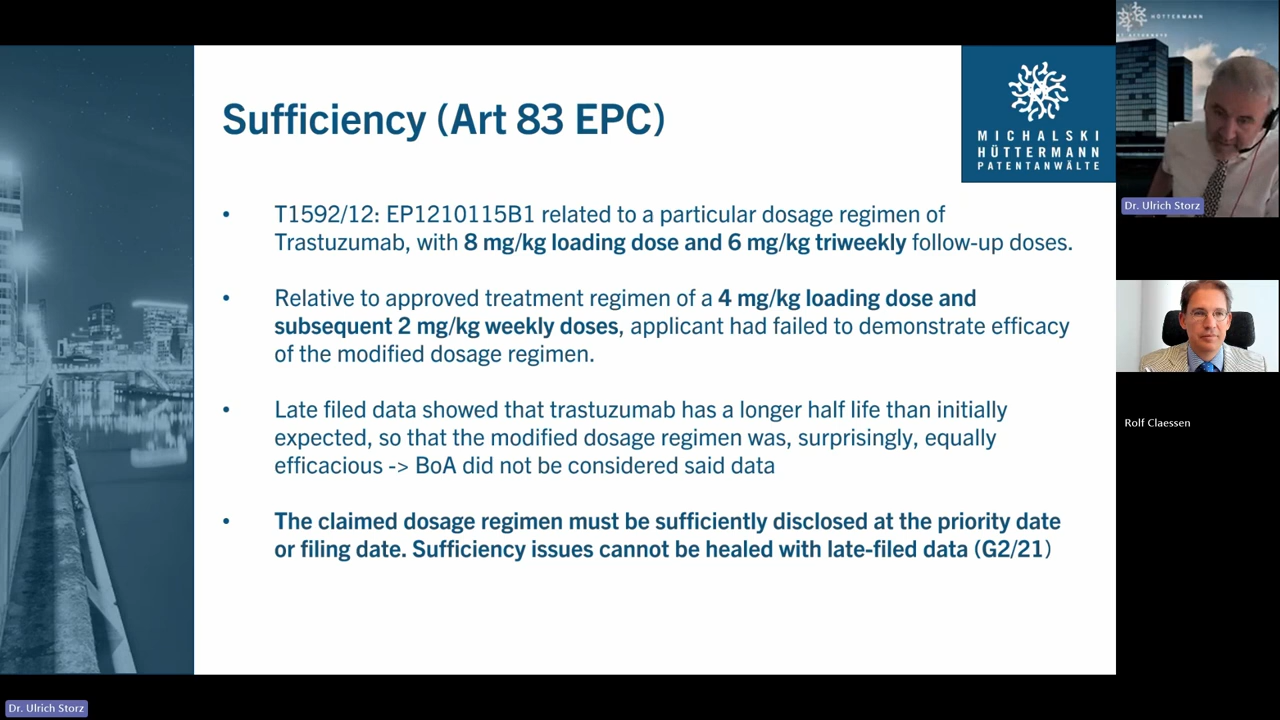 Sufficiency (Art 83 EPC)
MICHALSKI
HÜTTERMANN
PATENTANWÄLTE
• T1592/12: EP1210115B1 related to a particular dosage regimen of
Trastuzumab, with 8 mg/kg loading dose and 6 mg/kg triweekly follow-up doses.
• Relative to approved treatment regimen of a 4 mg/kg loading dose and
subsequent 2 mg/kg weekly doses, applicant had failed to demonstrate efficacy
of the modified dosage regimen.
• Late filed data showed that trastuzumab has a longer half life than initially
expected, so that the modified dosage regimen was, surprisingly, equally
efficacious -> BoA did not be considered said data
• The claimed dosage regimen must be sufficiently disclosed at the priority date
or filing date. Sufficiency issues cannot be healed with late-filed data (G2/21)
HÜTTERMANN
Dr. Ulrich Storz
Rolf Claessen
Dr. Ulrich Storz